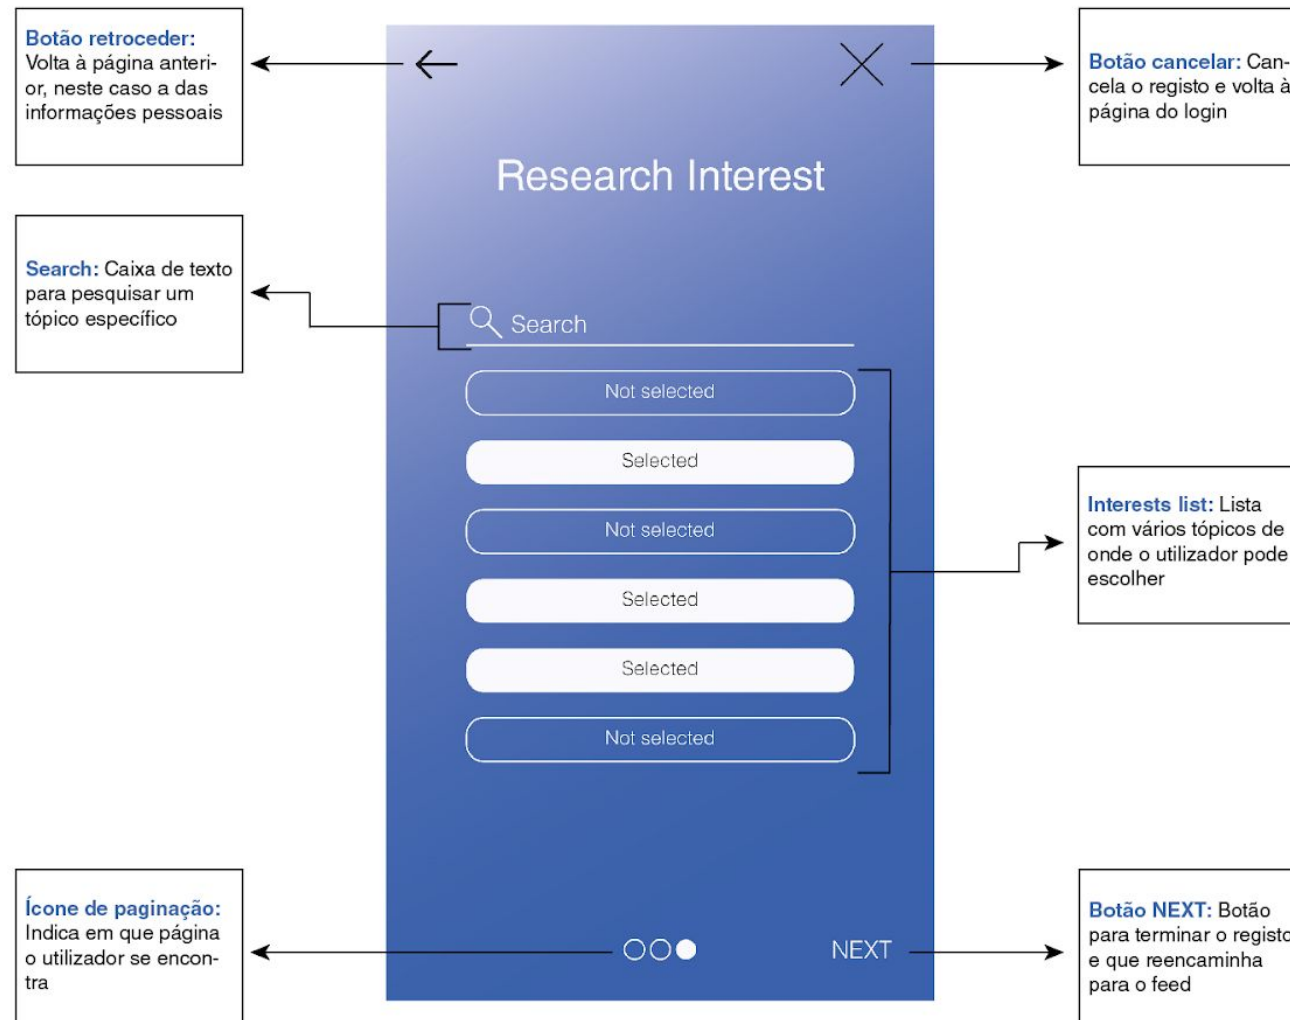 Botão retroceder:
Volta à página anteri-
or, neste caso a das
informações pessoais
Botão cancelar: Can-
cela o registo e volta à
página do login
Research Interest
Search: Caixa de texto
para pesquisar um
tópico específico
Search
Not selected
Selected
Not selected
Selected
Selected
Not selected
Interests list: Lista
com vários tópicos de
onde o utilizador pode
escolher
Ícone de paginação:
Indica em que página
o utilizador se encon-
tra
NEXT
Botão NEXT: Botão
para terminar o registo
e que reencaminha
para o feed